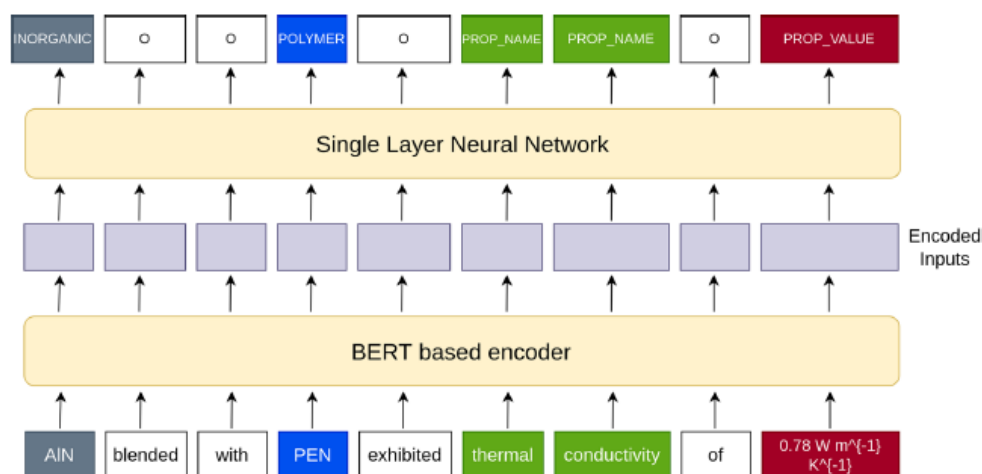 INORGANIC O O POLYMER O PROP_NAME PROP_NAME O PROP_VALUE
Single Layer Neural Network
Encoded
Inputs
BERT based encoder
AlN blended with PEN exhibited thermal conductivity of 0.78 W m^{-1}
K^{-1}